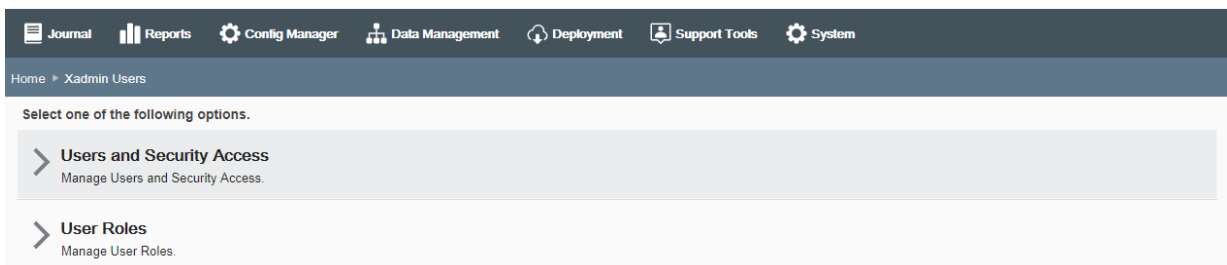 Journal Reports Config Manager Data Management Deployment Support Tools System
Home Xadmin Users
Select one of the following options.
Users and Security Access
Manage Users and Security Access.
User Roles
Manage User Roles.